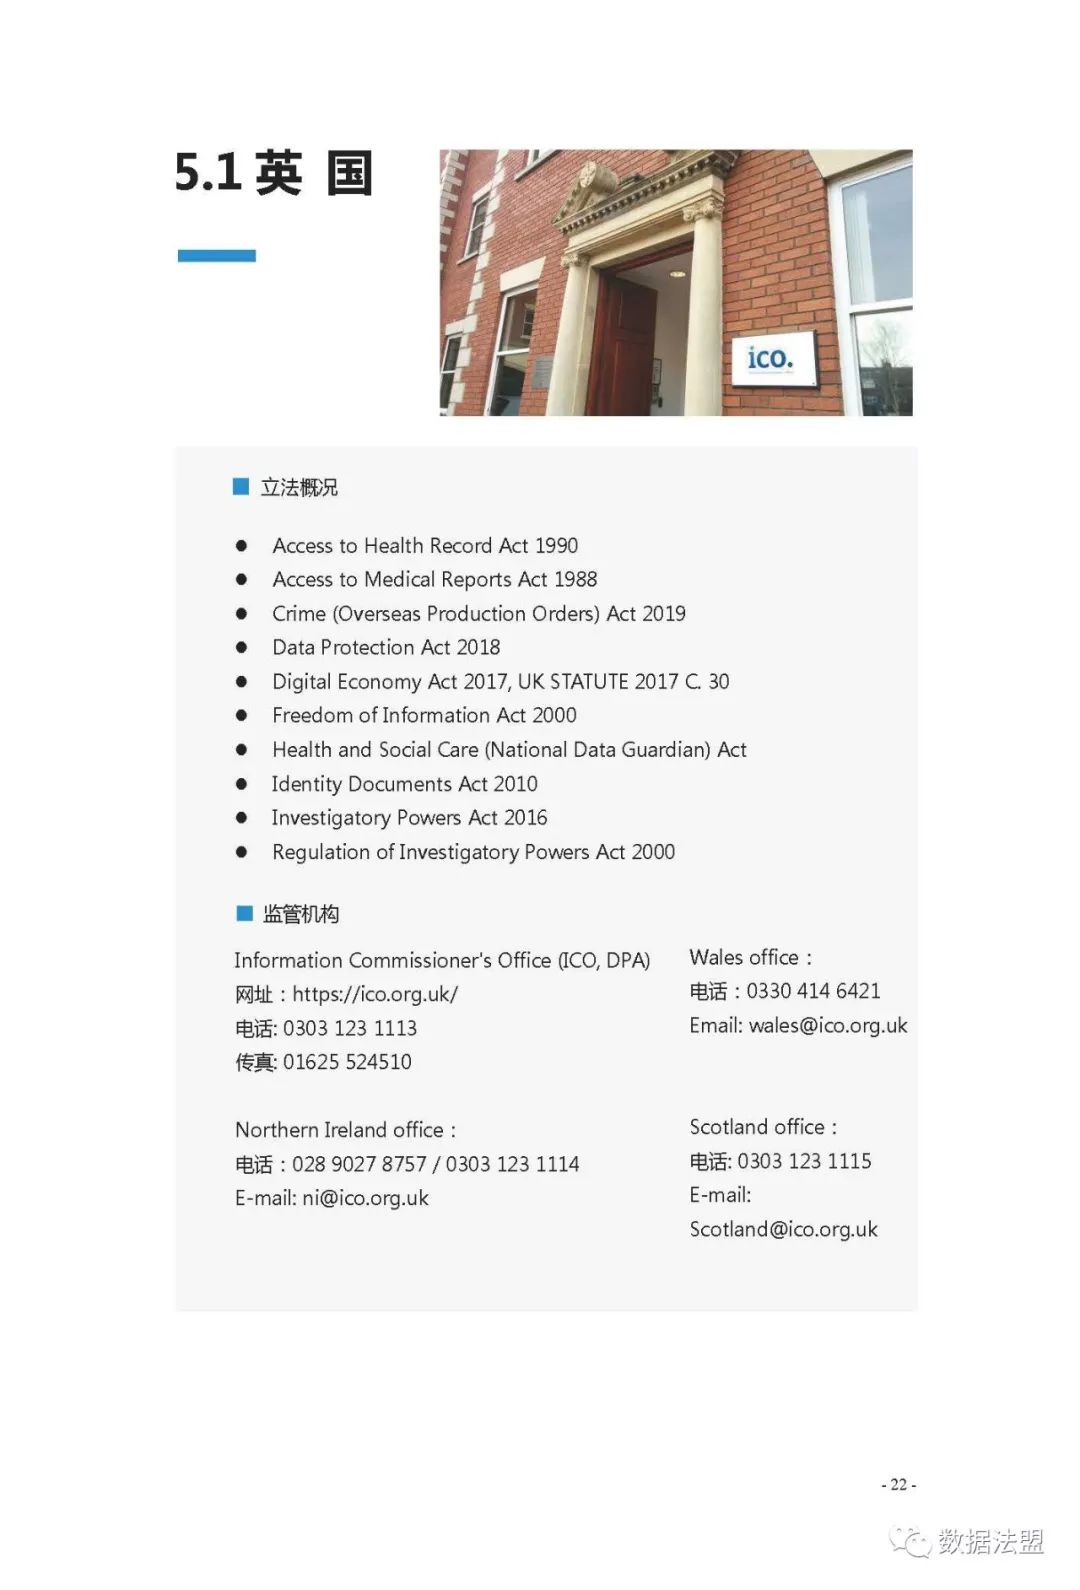 5.1 英 国
ico.
立法概况
● Access to Health Record Act 1990
● Access to Medical Reports Act 1988
● Crime (Overseas Production Orders) Act 2019
● Data Protection Act 2018
● Digital Economy Act 2017, UK STATUTE 2017 C. 30
● Freedom of Information Act 2000
● Health and Social Care (National Data Guardian) Act
● Identity Documents Act 2010
● Investigatory Powers Act 2016
● Regulation of Investigatory Powers Act 2000
监管机构
Information Commissioner's Office (ICO, DPA)
网址：https://ico.org.uk/
电话: 0303 123 1113
传真: 01625 524510
Wales office：
电话：0330 414 6421
Email: wales@ico.org.uk
Northern Ireland office：
电话：028 9027 8757 / 0303 123 1114
E-mail: ni@ico.org.uk
Scotland office：
电话: 0303 123 1115
E-mail:
Scotland@ico.org.uk
- 22 -
数据法盟